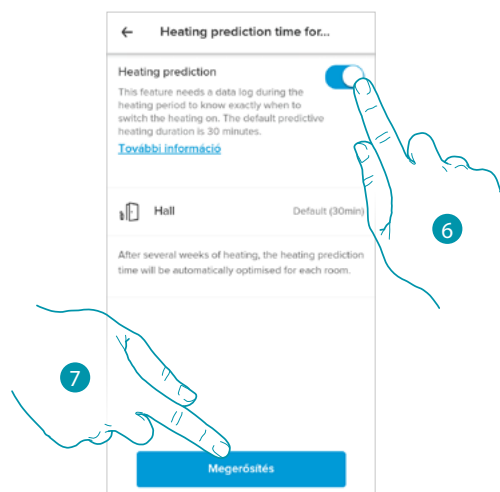 Heating prediction time for...
Heating prediction
This feature needs a data log during the
heating period to know exactly when to
switch the heating on. The default predictive
heating duration is 30 minutes.
További információ
Hall
Default (30min)
6
After several weeks of heating, the heating prediction
time will be automatically optimised for each room.
7
Megerősítés